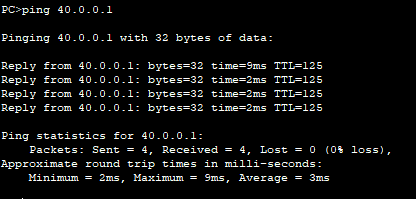 PC>ping 40.0.0.1
Pinging 40.0.0.1 with 32 bytes of data:
Reply from 40.0.0.1: bytes=32 time=9ms TTL=125
Reply from 40.0.0.1: bytes=32 time=2ms TTL=125
Reply from 40.0.0.1: bytes=32 time=2ms TTL=125
Reply from 40.0.0.1: bytes=32 time=2ms TTL=125
Ping statistics for 40.0.0.1:
Packets: Sent = 4, Received = 4, Lost = 0 (0% loss),
Approximate round trip times in milli-seconds:
Minimum = 2ms, Maximum = 9ms, Average = 3ms